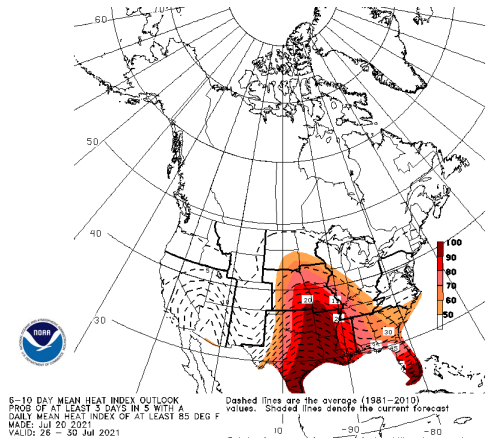 70
60
50
40
30
100
90
80
70
60
50
20
30
25
NOAA
6-10 DAY MEAN HEAT INDEX OUTLOOK
PROB OF AT LEAST 3 DAYS IN 5 WITH A
DAILY MEAN HEAT INDEX OF AT LEAST 85 DEG F
MADE: Jul 20 2021
VALID: 26 - 30 Jul 2021
Dashed lines are the average (1981-2010)
values. Shaded lines denote the current forecast
-90
-80